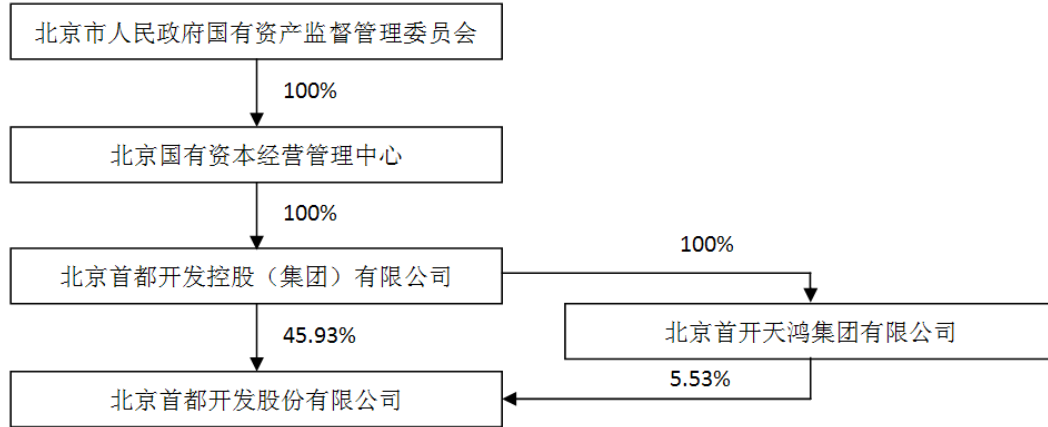 北京市人民政府国有资产监督管理委员会
100%
北京国有资本经营管理中心
100%
100%
北京首都开发控股（集团）有限公司
45.93%
北京首开天鸿集团有限公司
5.53%
北京首都开发股份有限公司